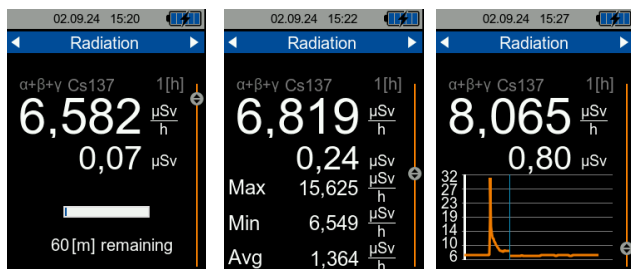 02.09.24 15:20
Radiation
α+β+γ Cs137 1[h]
6,582 µSv/h
0,07 µSv
60[m] remaining
02.09.24 15:22
Radiation
α+β+γ Cs137 1[h]
6,819 µSv/h
0,24 µSv
Max 15,625 µSv/h
Min 6,549 µSv/h
Avg 1,364 µSv/h
02.09.24 15:27
Radiation
α+β+γ Cs137 1[h]
8,065 µSv/h
0,80 µSv
32
27
23
19
14
10
6